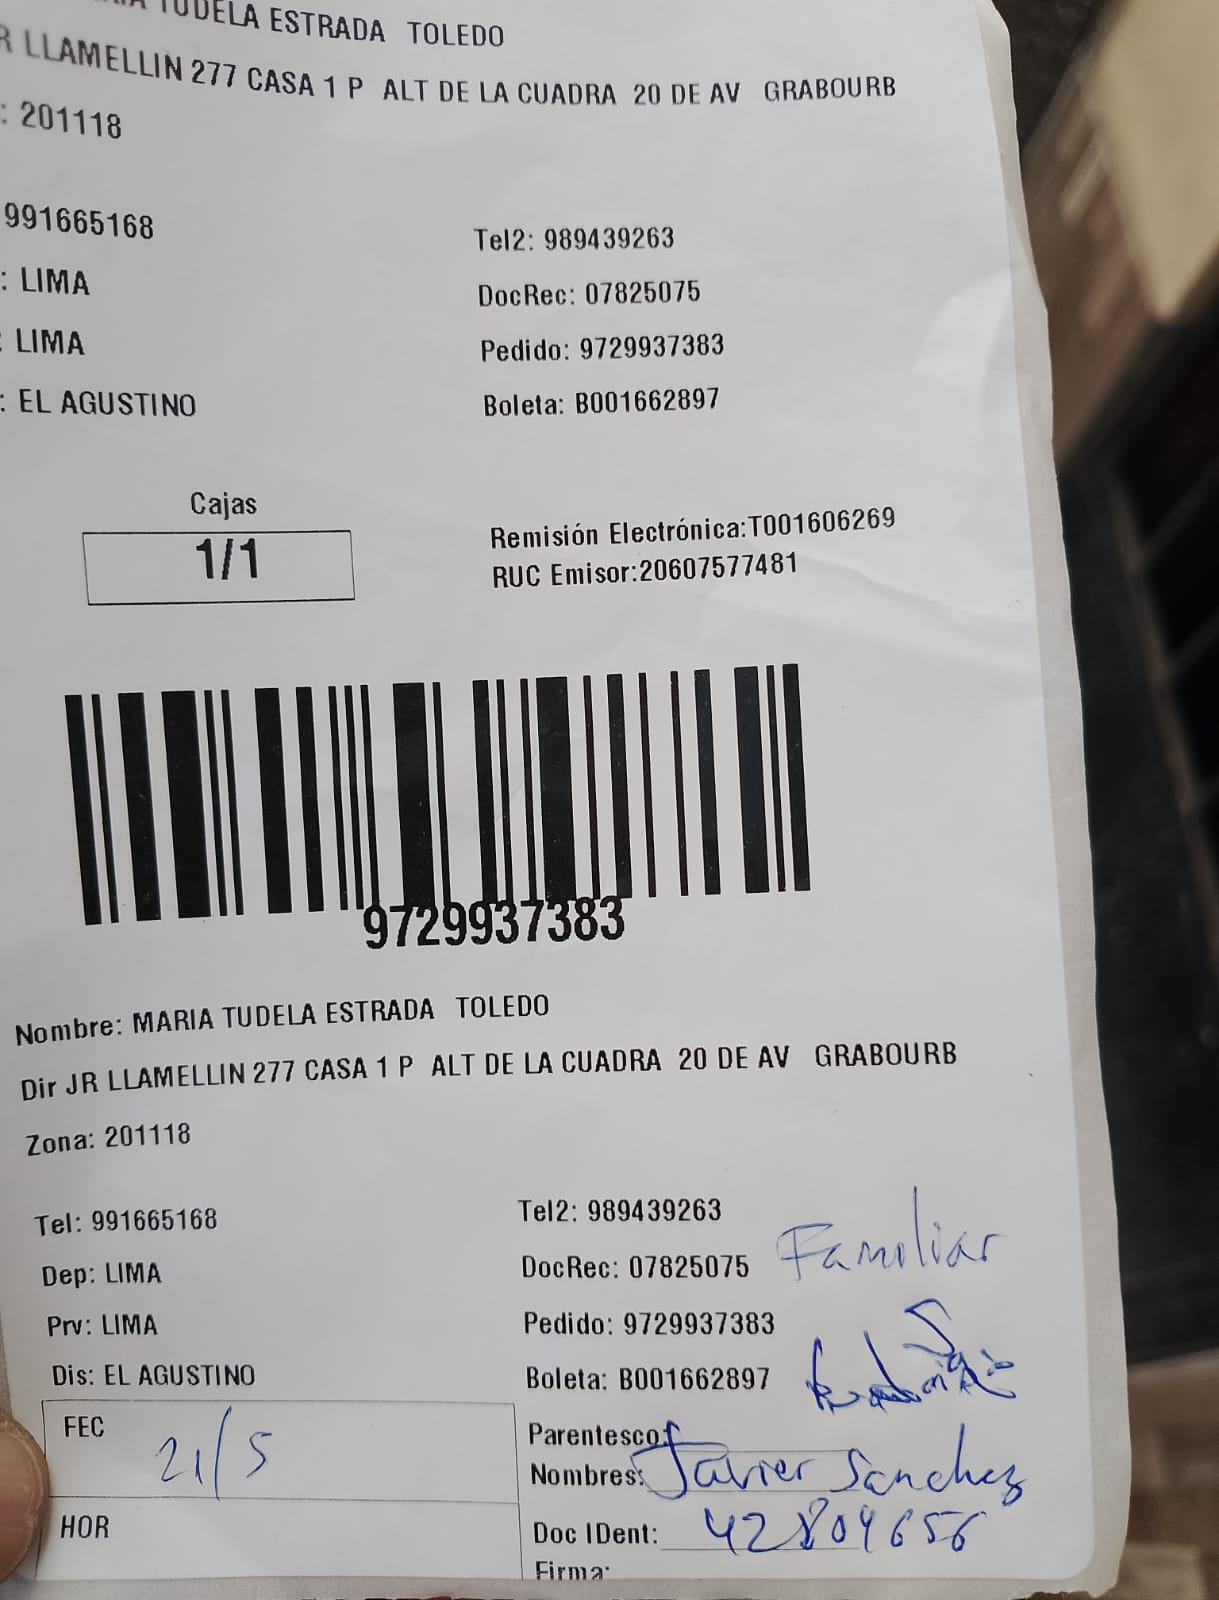 TUDELA ESTRADA TOLEDO
R LLAMELLIN 277 CASA 1 P ALT DE LA CUADRA 20 DE AV GRABOURB
: 201118
991665168 Tel2: 989439263
: LIMA DocRec: 07825075
: LIMA Pedido: 9729937383
: EL AGUSTINO Boleta: B001662897
Cajas
1/1
Remisión Electrónica:T001606269
RUC Emisor:20607577481
9729937383
Nombre: MARIA TUDELA ESTRADA TOLEDO
Dir JR LLAMELLIN 277 CASA 1 P ALT DE LA CUADRA 20 DE AV GRABOURB
Zona: 201118
Tel: 991665168 Tel2: 989439263
Dep: LIMA DocRec: 07825075 Familiar
Prv: LIMA Pedido: 9729937383
Dis: EL AGUSTINO Boleta: B001662897
FEC 21/5 Parentesco:
Nombres: Javier Sanchez
HOR Doc IDent: 42804656
Firma: